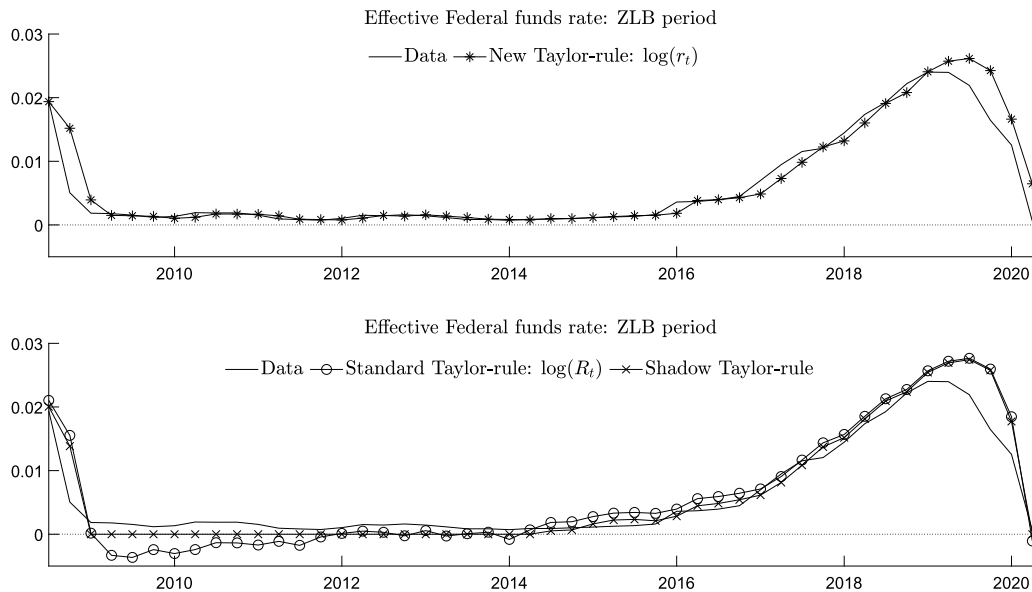 Effective Federal funds rate: ZLB period
Data New Taylor-rule: log(r_t)
0.03
0.02
0.01
0
2010 2012 2014 2016 2018 2020
Effective Federal funds rate: ZLB period
Data Standard Taylor-rule: log(R_t) Shadow Taylor-rule
0.03
0.02
0.01
0
2010 2012 2014 2016 2018 2020